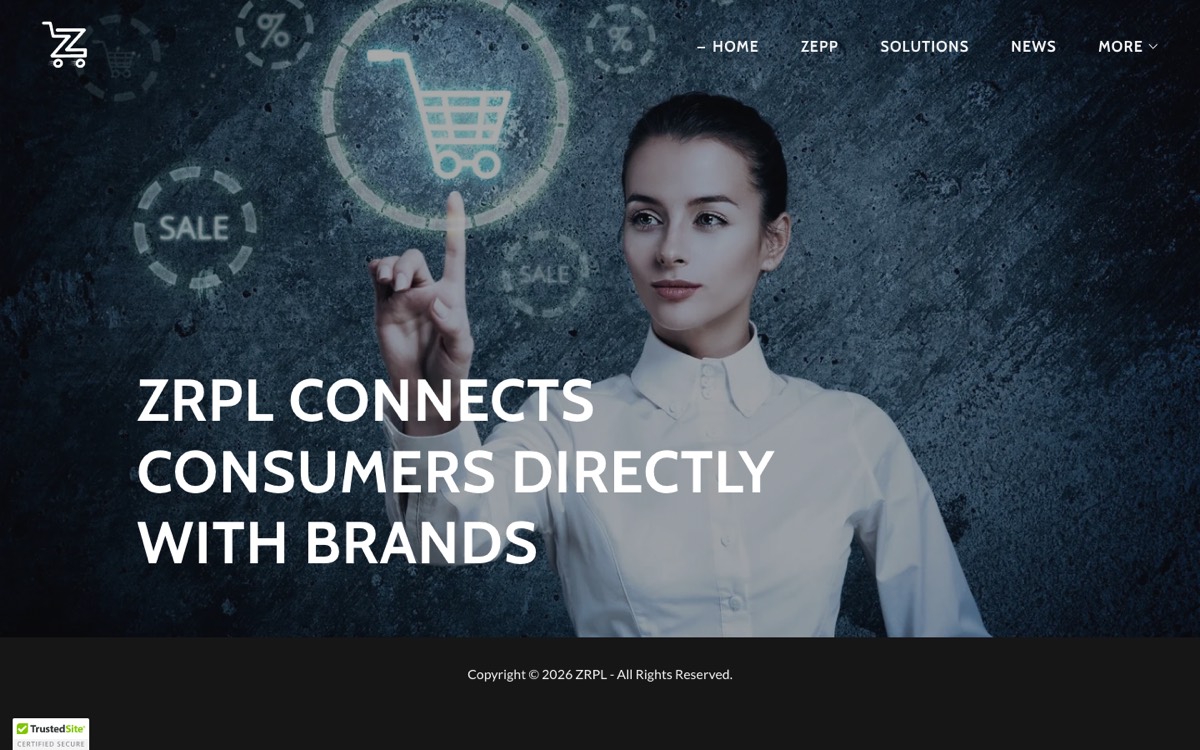 Z
– HOME
ZEPP
SOLUTIONS
NEWS
MORE
%
%
SALE
SALE
ZRPL CONNECTS
CONSUMERS DIRECTLY
WITH BRANDS
Copyright © 2026 ZRPL - All Rights Reserved.
TrustedSite
CERTIFIED SECURE